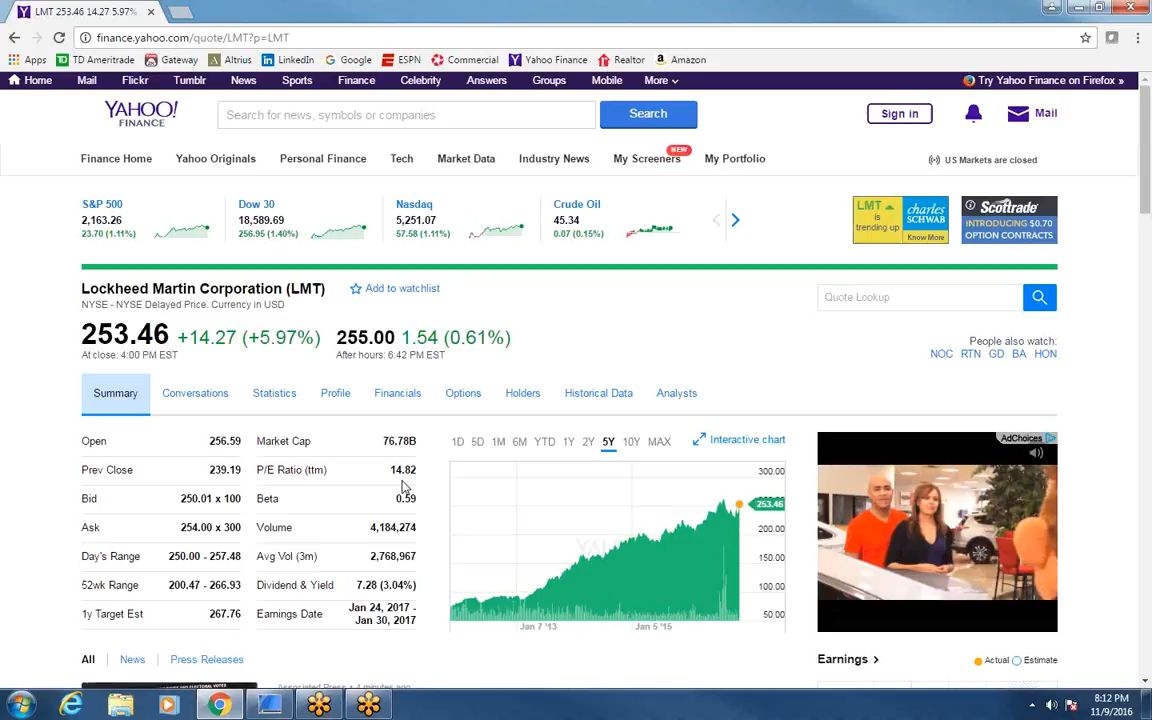 LMT 253.46 14.27 5.97%
finance.yahoo.com/quote/LMT?p=LMT
Apps TD Ameritrade Gateway Altrius LinkedIn Google ESPN Commercial Yahoo Finance Realtor Amazon
Home Mail Flickr Tumblr News Sports Finance Celebrity Answers Groups Mobile More Try Yahoo Finance on Firefox »
YAHOO!
FINANCE
Search for news, symbols or companies
Search
Sign in
Mail
Finance Home Yahoo Originals Personal Finance Tech Market Data Industry News My Screeners NEW My Portfolio
US Markets are closed
S&P 500
2,163.26
23.70 (1.11%)
Dow 30
18,589.69
256.95 (1.40%)
Nasdaq
5,251.07
57.58 (1.11%)
Crude Oil
45.34
0.07 (0.15%)
LMT
is
trending up
charles
SCHWAB
Know More
Scottrade
INTRODUCING $0.70
OPTION CONTRACTS
Lockheed Martin Corporation (LMT)
Add to watchlist
NYSE - NYSE Delayed Price. Currency in USD
Quote Lookup
253.46 +14.27 (+5.97%)
At close: 4:00 PM EST
255.00 1.54 (0.61%)
After hours: 6:42 PM EST
People also watch:
NOC RTN GD BA HON
Summary Conversations Statistics Profile Financials Options Holders Historical Data Analysts
Open 256.59
Prev Close 239.19
Bid 250.01 x 100
Ask 254.00 x 300
Day's Range 250.00 - 257.48
52wk Range 200.47 - 266.93
1y Target Est 267.76
Market Cap 76.78B
P/E Ratio (ttm) 14.82
Beta 0.59
Volume 4,184,274
Avg Vol (3m) 2,768,967
Dividend & Yield 7.28 (3.04%)
Earnings Date Jan 24, 2017 -
Jan 30, 2017
1D 5D 1M 6M YTD 1Y 2Y 5Y 10Y MAX
Interactive chart
300.00
253.46
200.00
150.00
100.00
50.00
Jan 7 '13 Jan 5 '15
AdChoices
All News Press Releases
Earnings
Actual Estimate
8:12 PM
11/9/2016